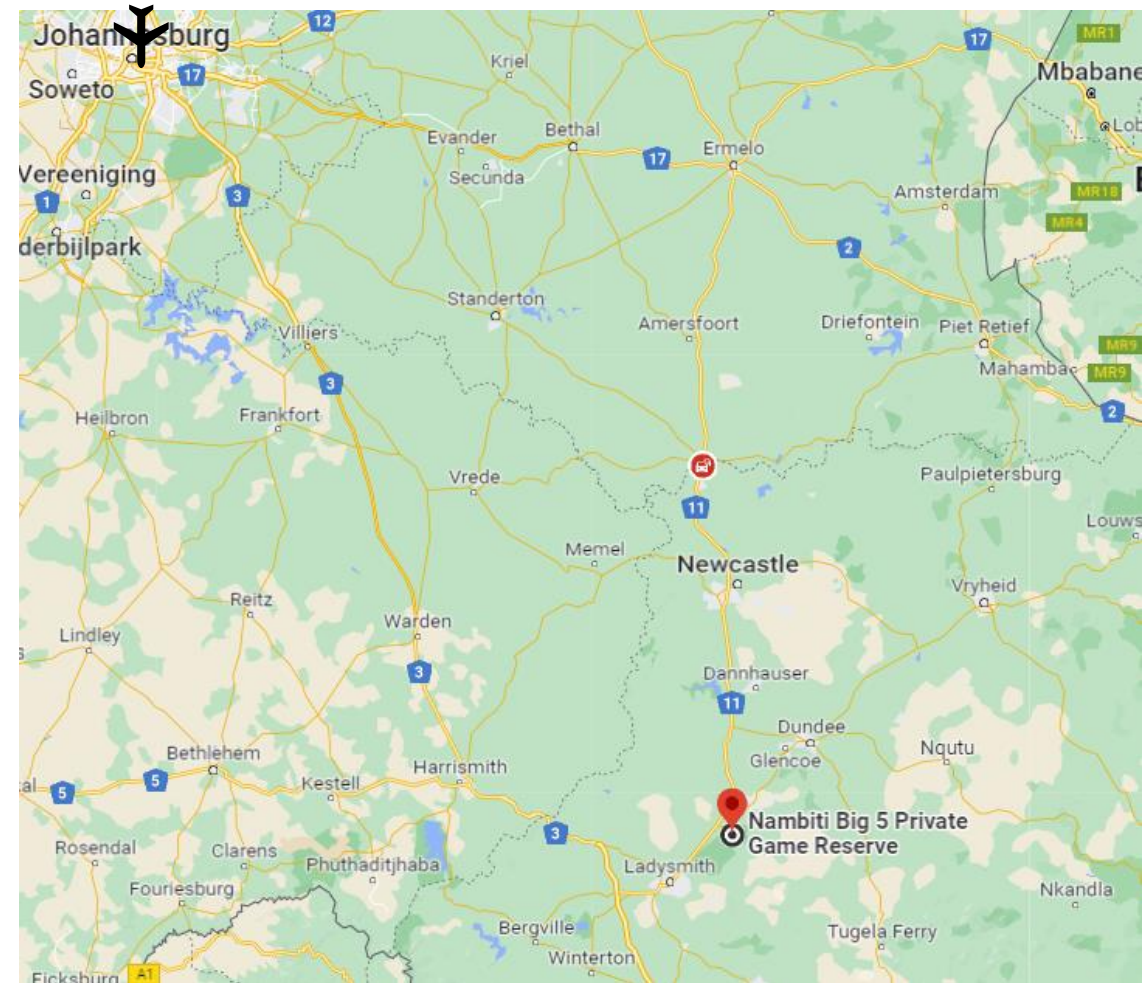 Johannesburg
12
17
MR1
17
Kriel
Mbabane
Soweto
Evander
Bethal
Ermelo
17
Secunda
Vereeniging
1
3
Amsterdam
MR18
MR4
derbijlpark
2
Standerton
Amersfoort
Driefontein
Piet Retief
Villiers
MR9
Mahamba
MR9
3
2
Heilbron
Frankfort
Vrede
Paulpietersburg
11
Louws
Memel
Newcastle
Vryheid
Reitz
Warden
Lindley
3
Dannhauser
11
Dundee
Nqutu
Glencoe
Bethlehem
Harrismith
Kestell
5
5
Nambiti Big 5 Private
Game Reserve
3
Rosendal
Clarens
Phuthaditjhaba
Ladysmith
Fouriesburg
Nkandla
Bergville
Tugela Ferry
Winterton
Ficksburg
A1